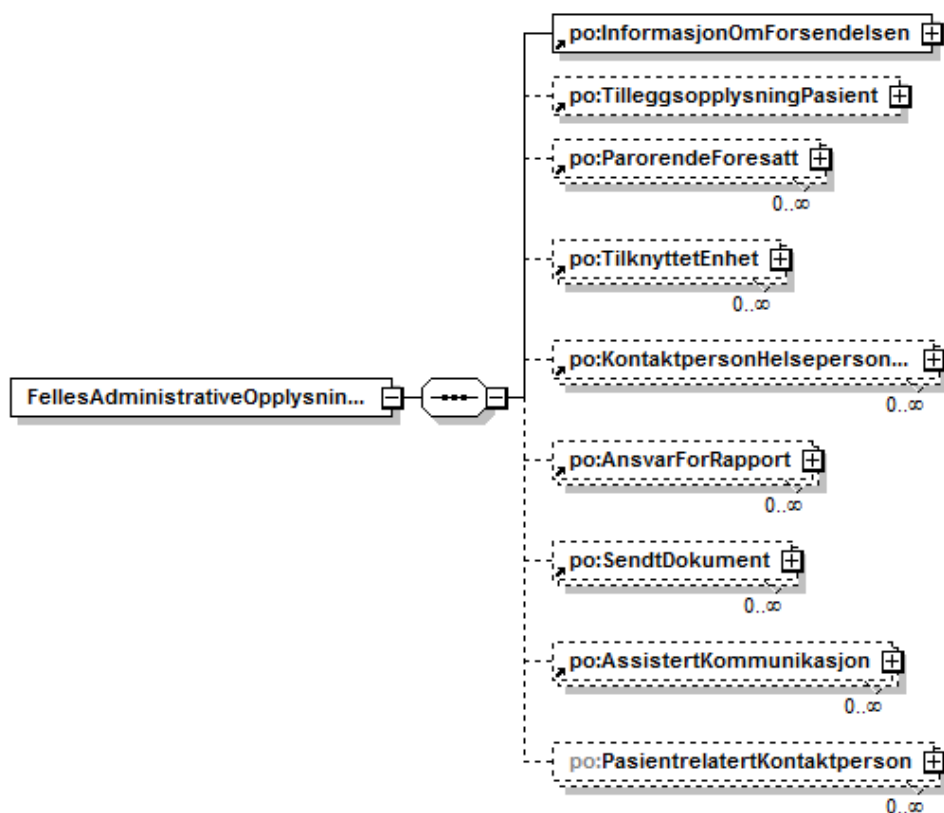 po:InformasjonOmForsendelsen
po:TilleggsopplysningPasient
po:ParorendeForesatt
0..∞
po:TilknyttetEnhet
0..∞
po:KontaktpersonHelseperson...
0..∞
FellesAdministrativeOpplysnin...
po:AnsvarForRapport
0..∞
po:SendtDokument
0..∞
po:AssistertKommunikasjon
0..∞
po:PasientrelatertKontaktperson
0..∞